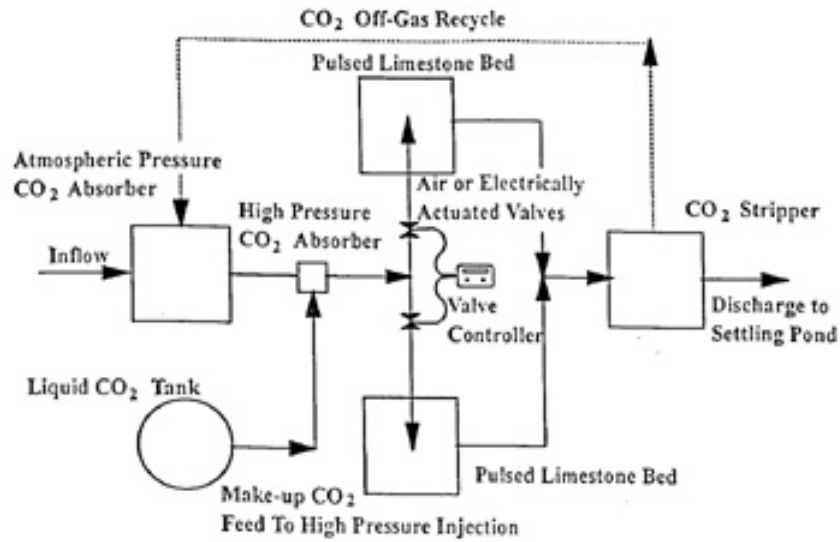 CO2 Off-Gas Recycle
Pulsed Limestone Bed
Atmospheric Pressure
CO2 Absorber
Air or Electrically
Actuated Valves
High Pressure
CO2 Absorber
CO2 Stripper
Inflow
Valve
Controller
Discharge to
Settling Pond
Liquid CO2 Tank
Pulsed Limestone Bed
Make-up CO2
Feed To High Pressure Injection